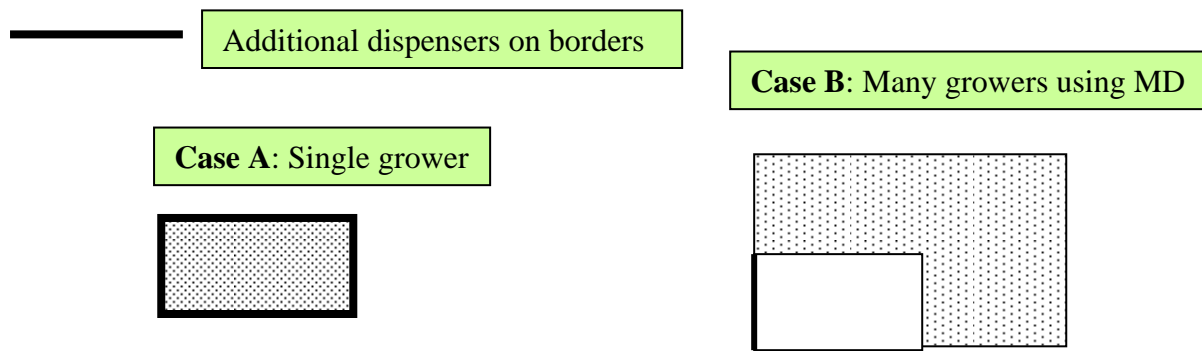 Additional dispensers on borders
Case B: Many growers using MD
Case A: Single grower